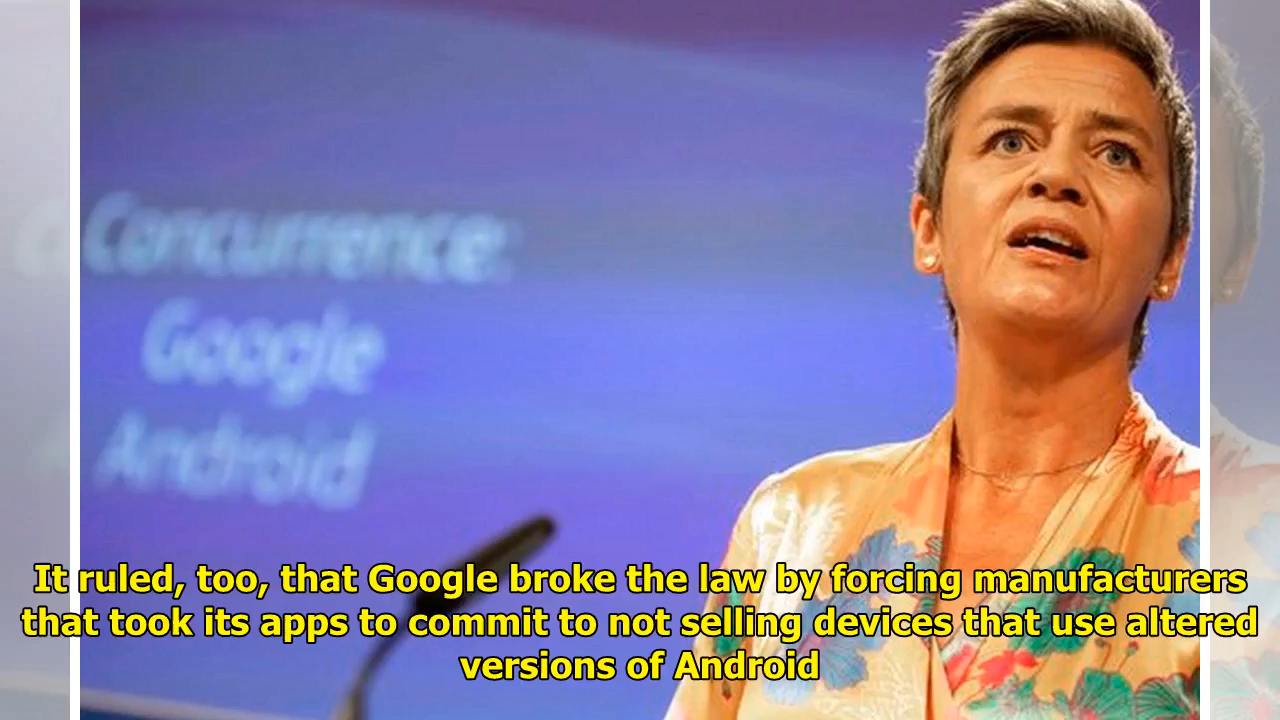 Concurrence:
Google
Android
It ruled, too, that Google broke the law by forcing manufacturers
that took its apps to commit to not selling devices that use altered
versions of Android